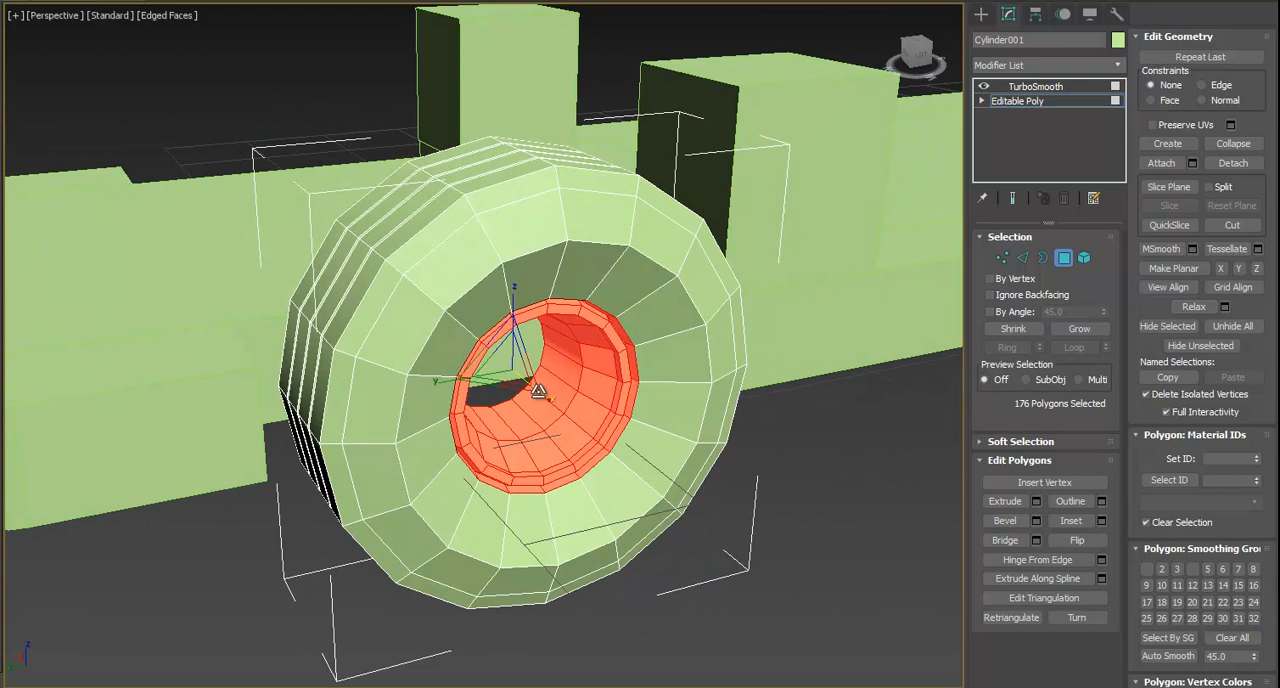 [+] [Perspective] [Standard] [Edged Faces]
z
y
x
z
Cylinder001
Modifier List
TurboSmooth
Editable Poly
Selection
By Vertex
Ignore Backfacing
By Angle: 45.0
Shrink Grow
Ring Loop
Preview Selection
Off SubObj Multi
176 Polygons Selected
Soft Selection
Edit Polygons
Insert Vertex
Extrude Outline
Bevel Inset
Bridge Flip
Hinge From Edge
Extrude Along Spline
Edit Triangulation
Retriangulate Turn
Edit Geometry
Repeat Last
Constraints
None Edge
Face Normal
Preserve UVs
Create Collapse
Attach Detach
Slice Plane Split
Slice Reset Plane
QuickSlice Cut
MSmooth Tessellate
Make Planar X Y Z
View Align Grid Align
Relax
Hide Selected Unhide All
Hide Unselected
Named Selections:
Copy Paste
Delete Isolated Vertices
Full Interactivity
Polygon: Material IDs
Set ID:
Select ID
Clear Selection
Polygon: Smoothing Gro
2 3 5 6 7 8
9 10 11 12 13 14 15 16
17 18 19 20 21 22 23 24
25 26 27 28 29 30 31 32
Select By SG Clear All
Auto Smooth 45.0
Polygon: Vertex Colors